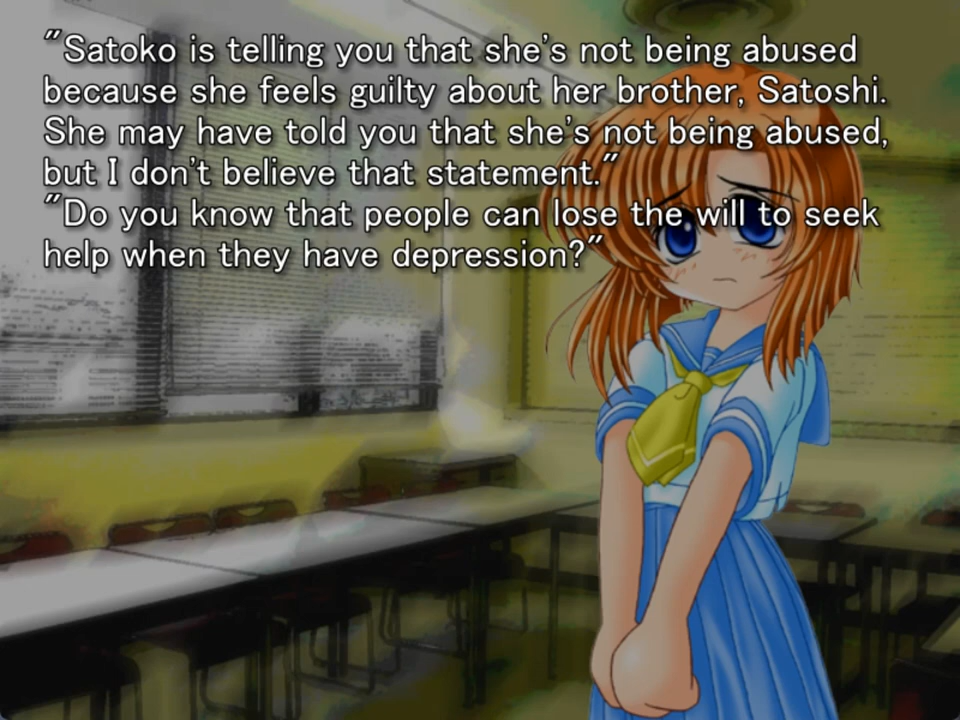 "Satoko is telling you that she's not being abused
because she feels guilty about her brother, Satoshi.
She may have told you that she's not being abused,
but I don't believe that statement."
"Do you know that people can lose the will to seek
help when they have depression?"